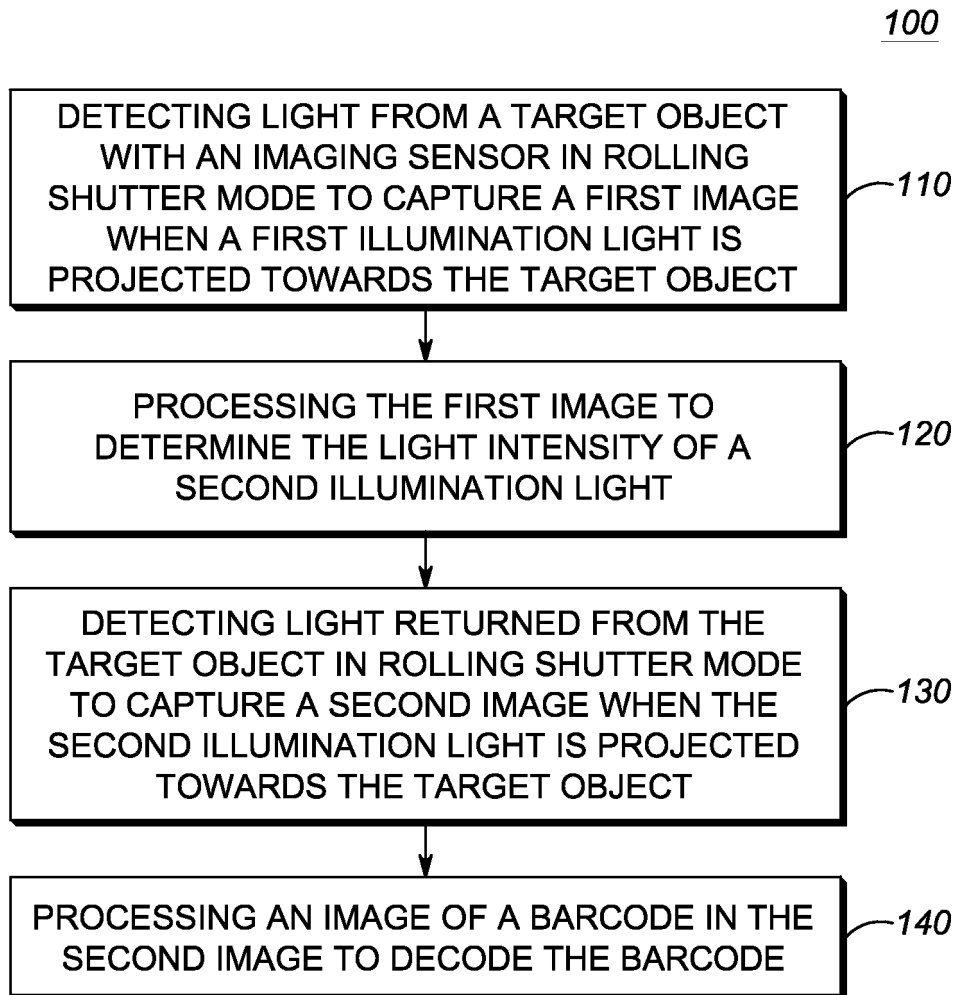 100
DETECTING LIGHT FROM A TARGET OBJECT
WITH AN IMAGING SENSOR IN ROLLING
SHUTTER MODE TO CAPTURE A FIRST IMAGE
WHEN A FIRST ILLUMINATION LIGHT IS
PROJECTED TOWARDS THE TARGET OBJECT
110
PROCESSING THE FIRST IMAGE TO
DETERMINE THE LIGHT INTENSITY OF A
SECOND ILLUMINATION LIGHT
120
DETECTING LIGHT RETURNED FROM THE
TARGET OBJECT IN ROLLING SHUTTER MODE
TO CAPTURE A SECOND IMAGE WHEN THE
SECOND ILLUMINATION LIGHT IS PROJECTED
TOWARDS THE TARGET OBJECT
130
PROCESSING AN IMAGE OF A BARCODE IN THE
SECOND IMAGE TO DECODE THE BARCODE
140